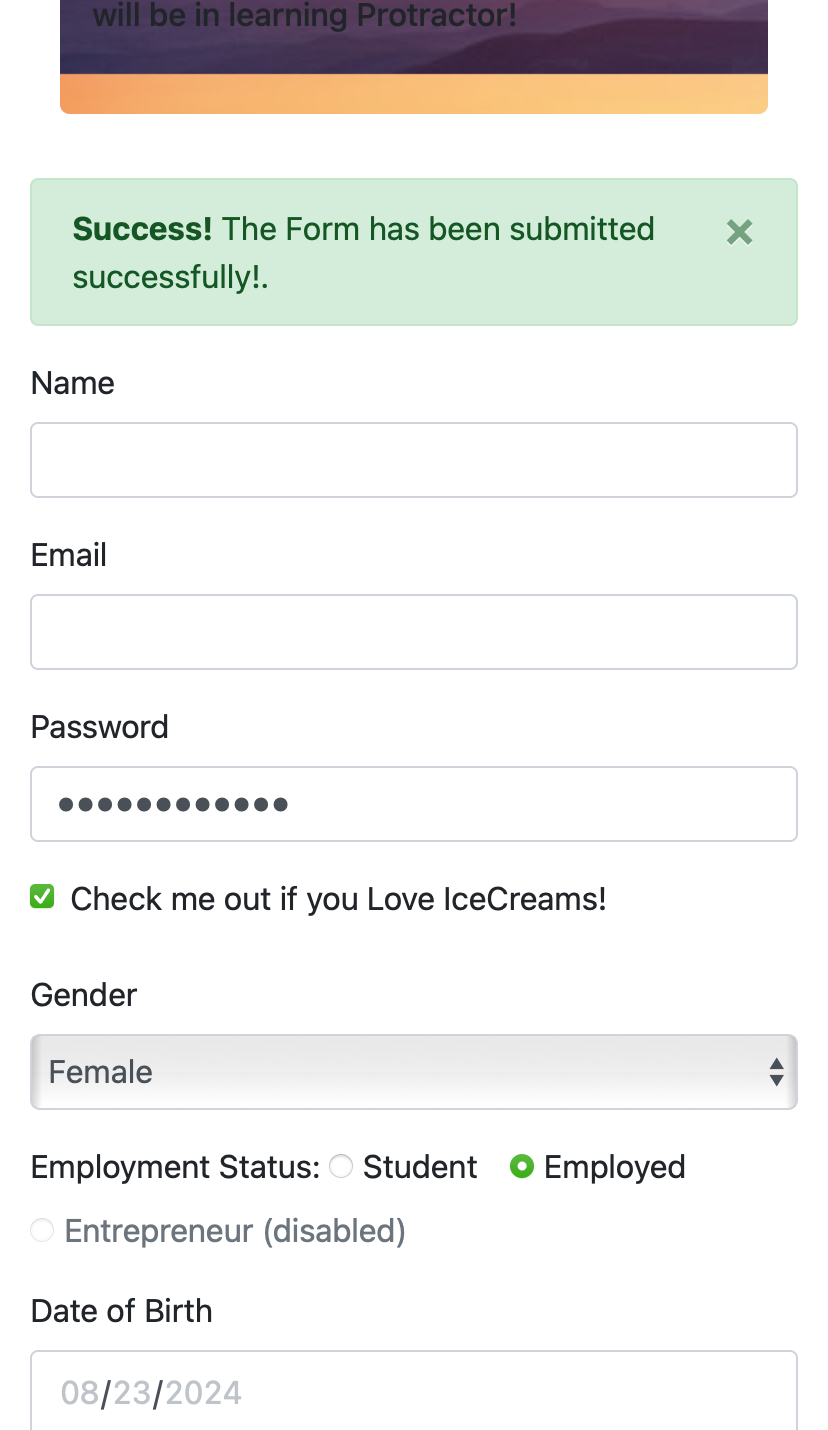 will be in learning Protractor!
Success! The Form has been submitted
successfully!.
×
Name
Email
Password
●●●●●●●●●●●●
Check me out if you Love IceCreams!
Gender
Female
Employment Status: Student Employed
Entrepreneur (disabled)
Date of Birth
08/23/2024